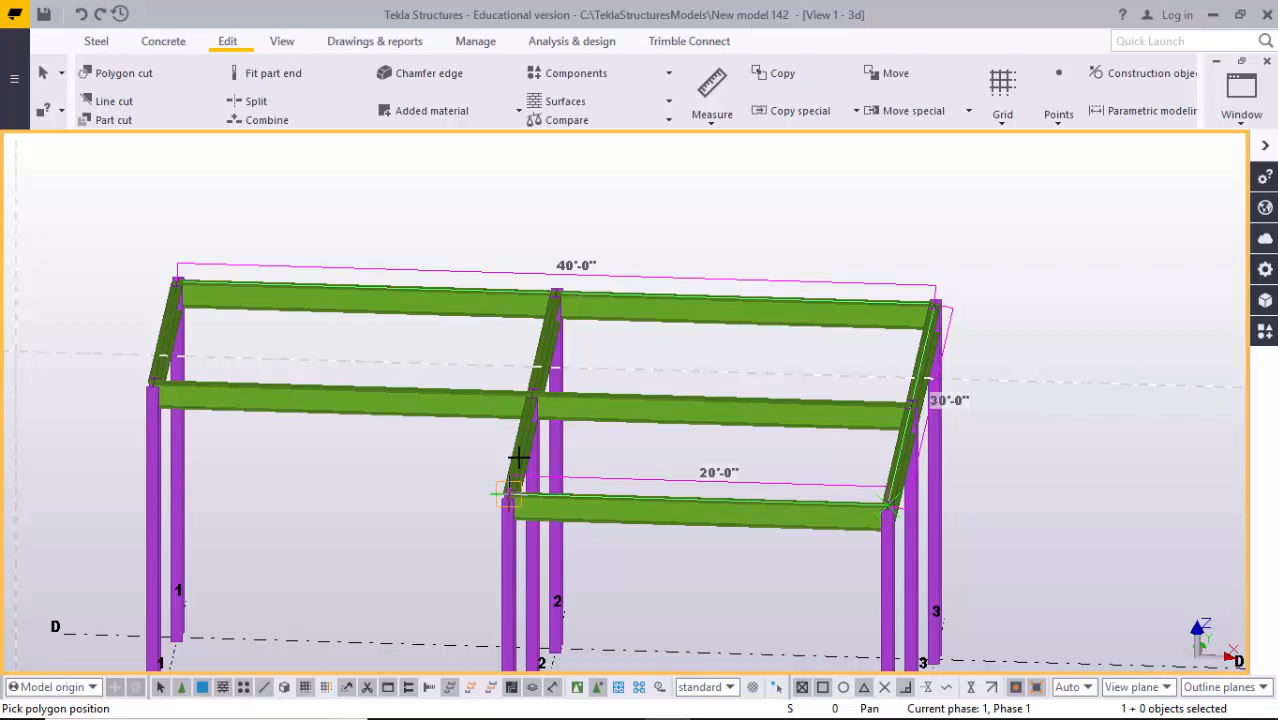 Tekla Structures - Educational version - C:\TeklaStructuresModels\New model 142 - [View 1 - 3d]
? Log in
Steel Concrete Edit View Drawings & reports Manage Analysis & design Trimble Connect Quick Launch
Polygon cut Fit part end Chamfer edge Components Copy Move Construction obje
Line cut Split Added material Surfaces Measure Copy special Move special Grid Points Parametric modelin Window
Part cut Combine Compare
40'-0"
30'-0"
20'-0"
1
2
3
D
1
2
3
D
Z
Y
X
Model origin standard Auto View plane Outline planes
Pick polygon position S 0 Pan Current phase: 1, Phase 1 1 + 0 objects selected